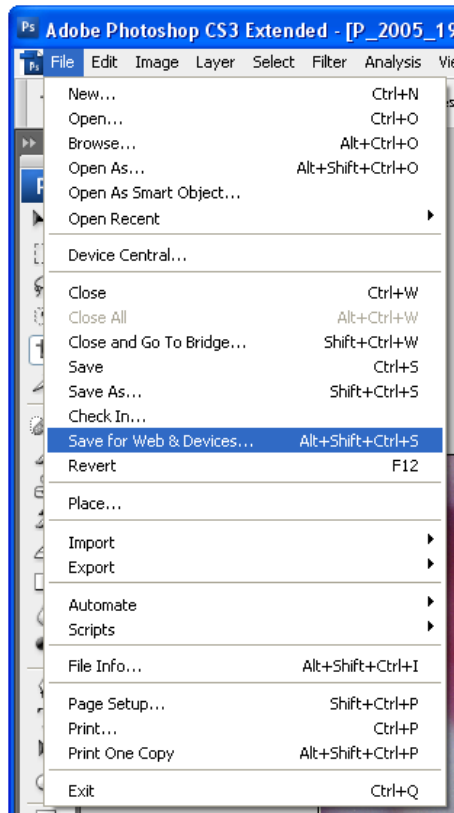 Ps Adobe Photoshop CS3 Extended - [P_2005_19
Ps File Edit Image Layer Select Filter Analysis Vie
New... Ctrl+N
Open... Ctrl+O
Browse... Alt+Ctrl+O
Open As... Alt+Shift+Ctrl+O
Open As Smart Object...
Open Recent
Device Central...
Close Ctrl+W
Close All Alt+Ctrl+W
Close and Go To Bridge... Shift+Ctrl+W
Save Ctrl+S
Save As... Shift+Ctrl+S
Check In...
Save for Web & Devices... Alt+Shift+Ctrl+S
Revert F12
Place...
Import
Export
Automate
Scripts
File Info... Alt+Shift+Ctrl+I
Page Setup... Shift+Ctrl+P
Print... Ctrl+P
Print One Copy Alt+Shift+Ctrl+P
Exit Ctrl+Q